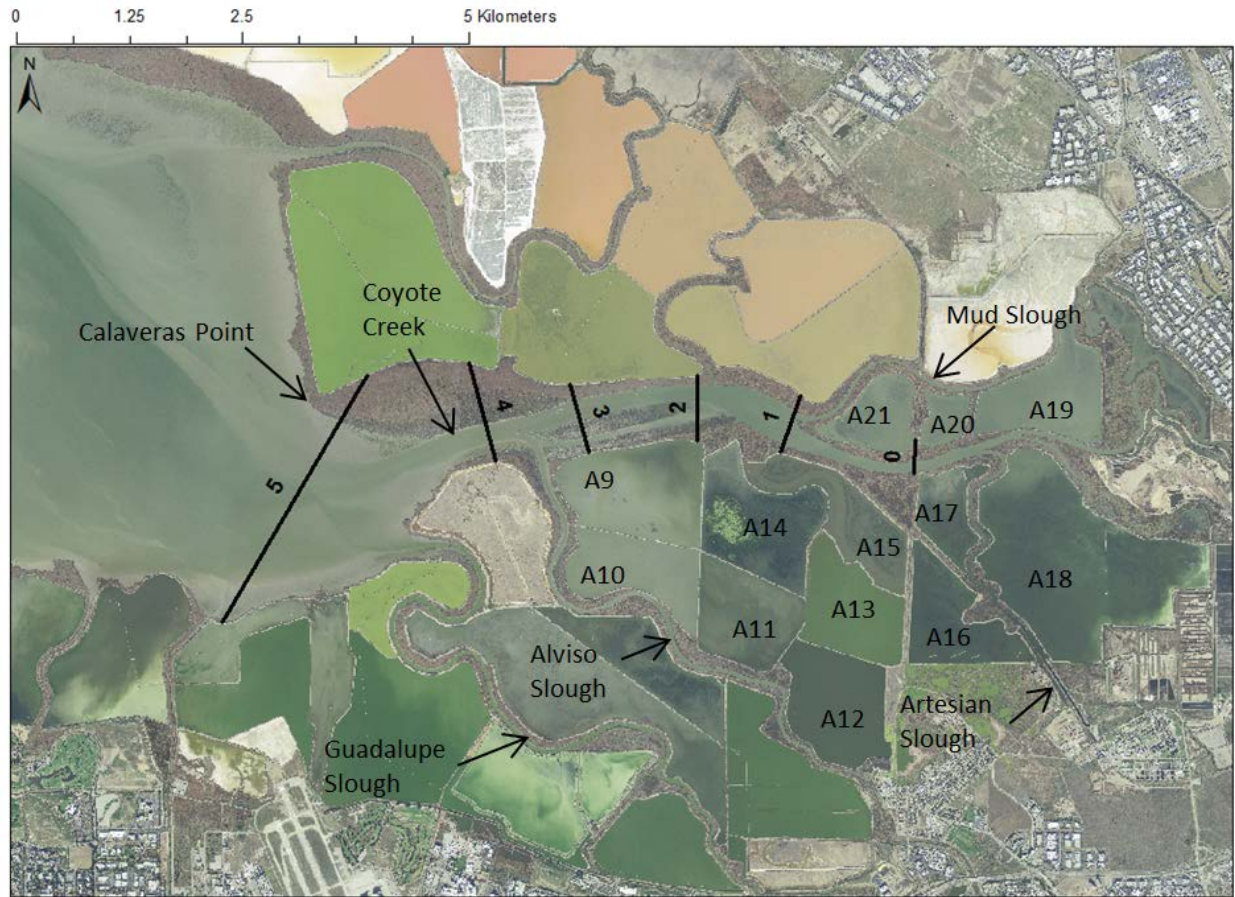 0 1.25 2.5 5 Kilometers
N
Coyote
Creek
Calaveras Point
Mud Slough
5
4
3
2
1
0
A21
A20
A19
A9
A14
A17
A15
A18
A10
A13
A11
A16
Alviso
Slough
A12
Artesian
Slough
Guadalupe
Slough